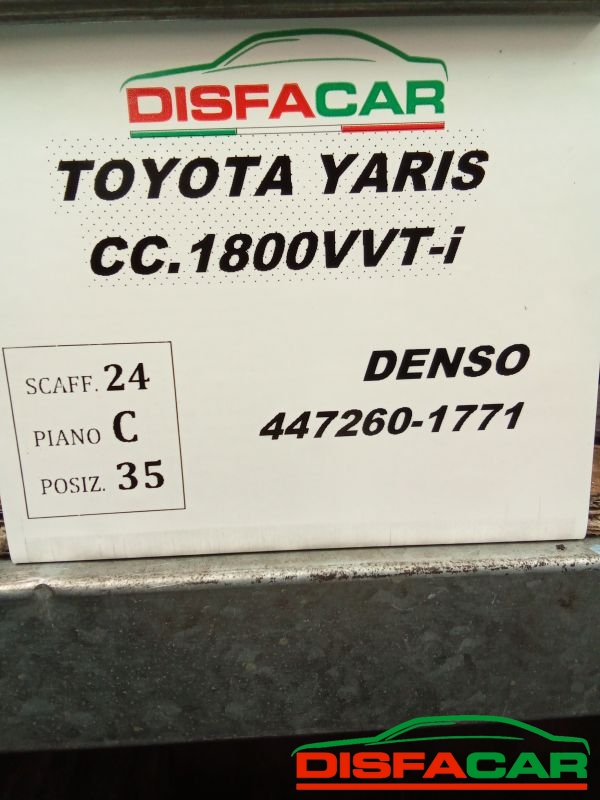 DISFACAR
TOYOTA YARIS
CC.1800VVT-i
DENSO
447260-1771
SCAFF. 24
PIANO C
POSIZ. 35
DISFACAR